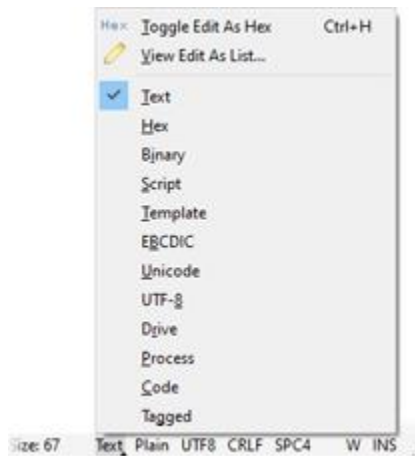 Hex Toggle Edit As Hex Ctrl+H
View Edit As List...
Text
Hex
Binary
Script
Template
EBCDIC
Unicode
UTF-8
Drive
Process
Code
Tagged
Size: 67 Text Plain UTF8 CRLF SPC4 W INS